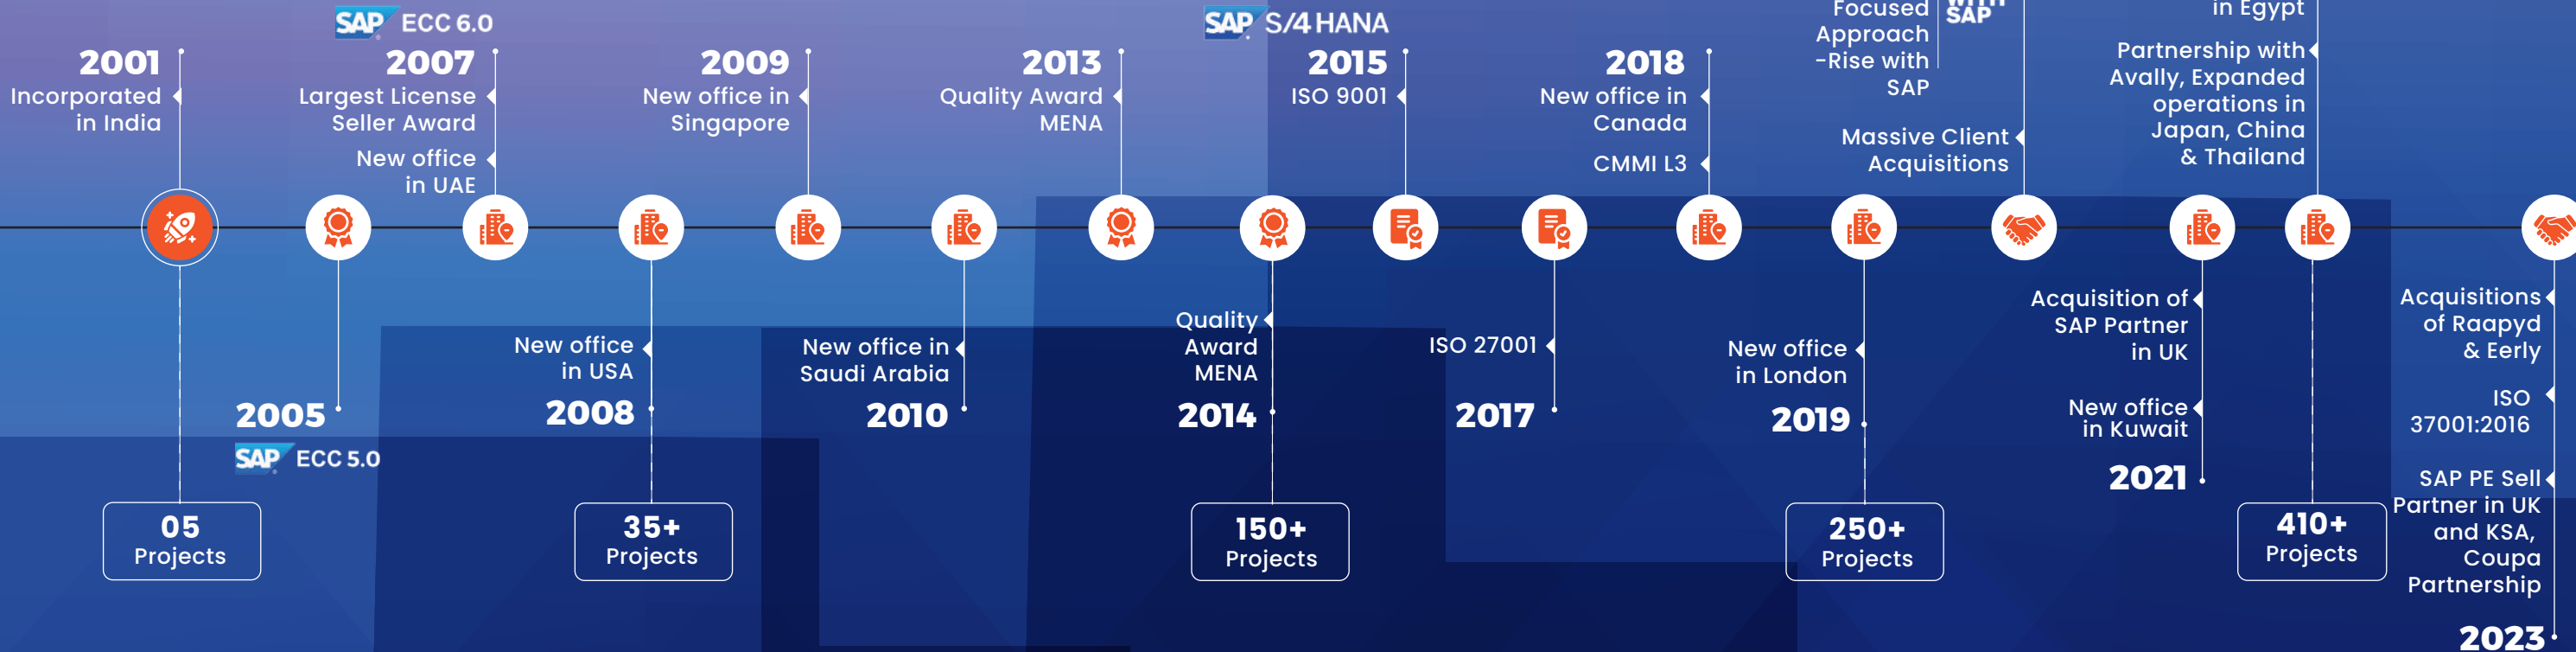 2001
Incorporated
in India
05
Projects
2005
SAP ECC 5.0
SAP ECC 6.0
2007
Largest License
Seller Award
New office
in UAE
New office
in USA
2008
35+
Projects
2009
New office in
Singapore
New office in
Saudi Arabia
2010
2013
Quality Award
MENA
Quality
Award
MENA
2014
150+
Projects
SAP S/4HANA
2015
ISO 9001
ISO 27001
2017
2018
New office in
Canada
CMMI L3
New office
in London
2019
250+
Projects
Focused
Approach
-Rise with
SAP
WITH
SAP
Massive Client
Acquisitions
Acquisition of
SAP Partner
in UK
New office
in Kuwait
2021
in Egypt
Partnership with
Avally, Expanded
operations in
Japan, China
& Thailand
410+
Projects
Acquisitions
of Raapyd
& Eerly
ISO
37001:2016
SAP PE Sell
Partner in UK
and KSA,
Coupa
Partnership
2023